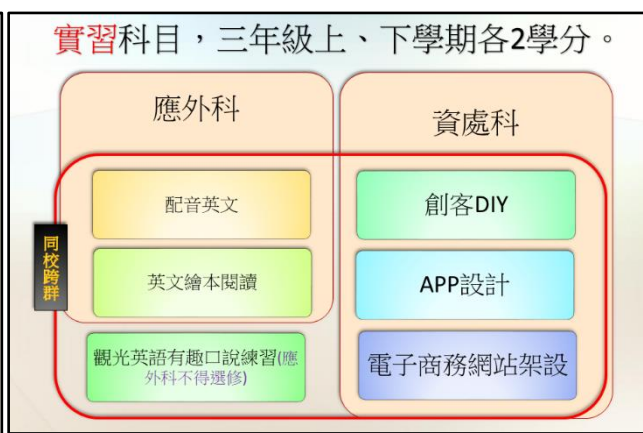 實習科目，三年級上、下學期各2學分。
應外科
配音英文
英文繪本閱讀
觀光英語有趣口說練習(應
外科不得選修)
資處科
創客DIY
APP設計
電子商務網站架設
同校跨群